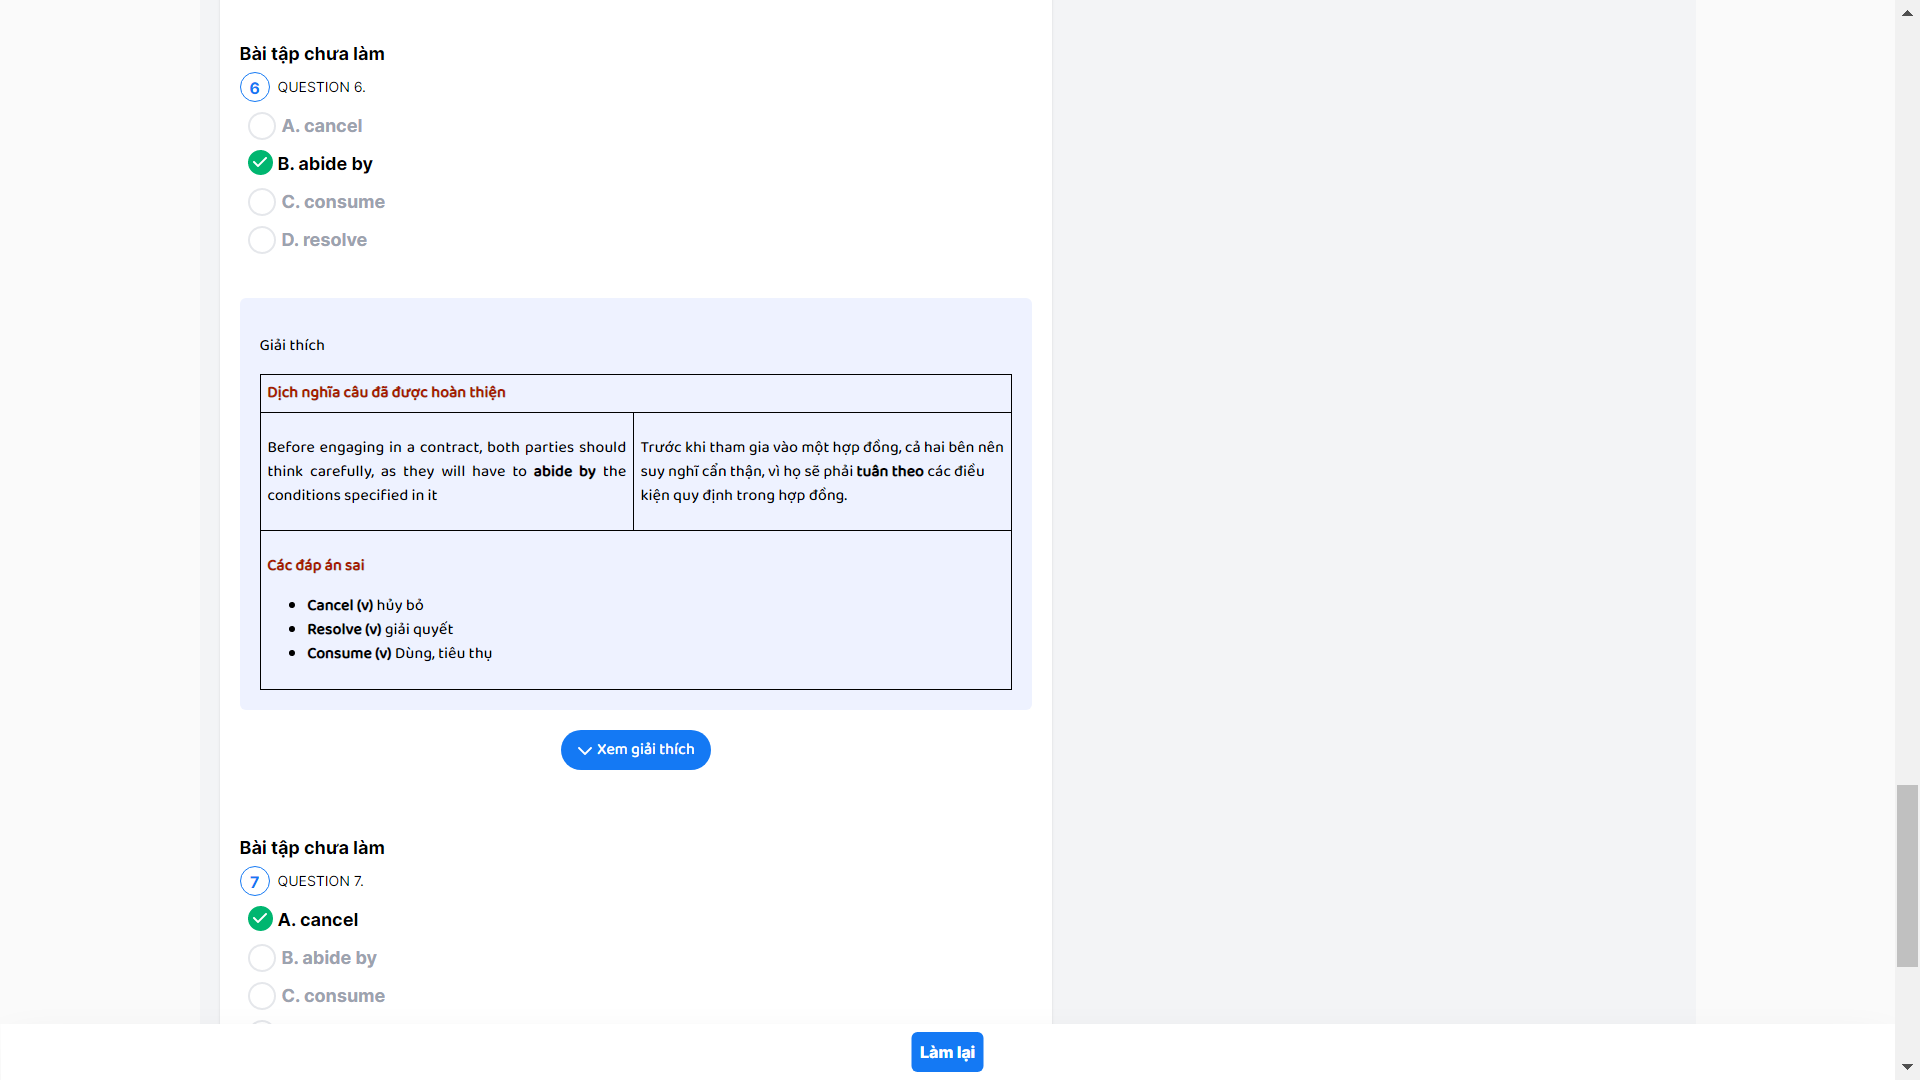 Bài tập chưa làm
6 QUESTION 6.
A. cancel
B. abide by
C. consume
D. resolve
Giải thích
Dịch nghĩa câu đã được hoàn thiện
Before engaging in a contract, both parties should
think carefully, as they will have to abide by the
conditions specified in it
Trước khi tham gia vào một hợp đồng, cả hai bên nên
suy nghĩ cẩn thận, vì họ sẽ phải tuân theo các điều
kiện quy định trong hợp đồng.
Các đáp án sai
Cancel (v) hủy bỏ
Resolve (v) giải quyết
Consume (v) Dùng, tiêu thụ
Xem giải thích
Bài tập chưa làm
7 QUESTION 7.
A. cancel
B. abide by
C. consume
Làm lại